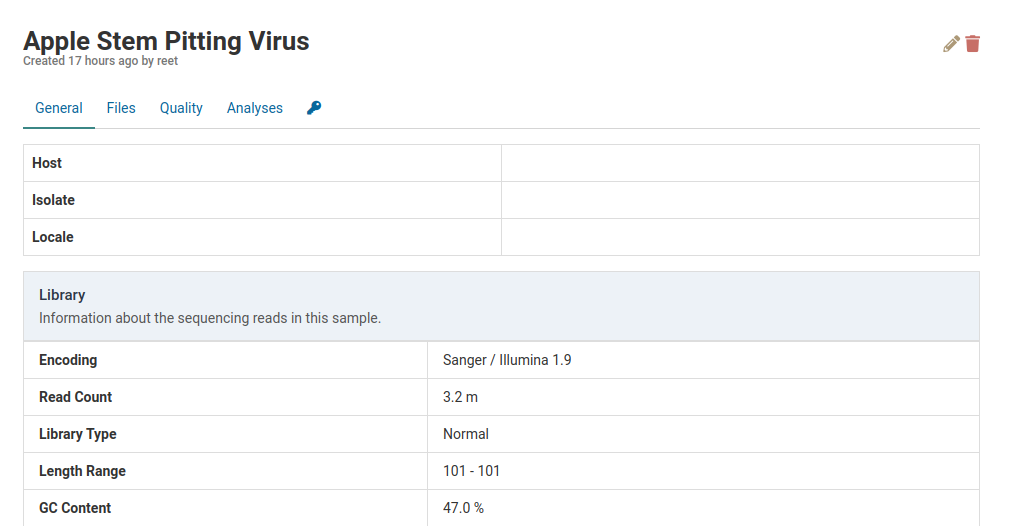 Apple Stem Pitting Virus
Created 17 hours ago by reet
General Files Quality Analyses
Host
Isolate
Locale
Library
Information about the sequencing reads in this sample.
Encoding Sanger / Illumina 1.9
Read Count 3.2 m
Library Type Normal
Length Range 101 - 101
GC Content 47.0 %